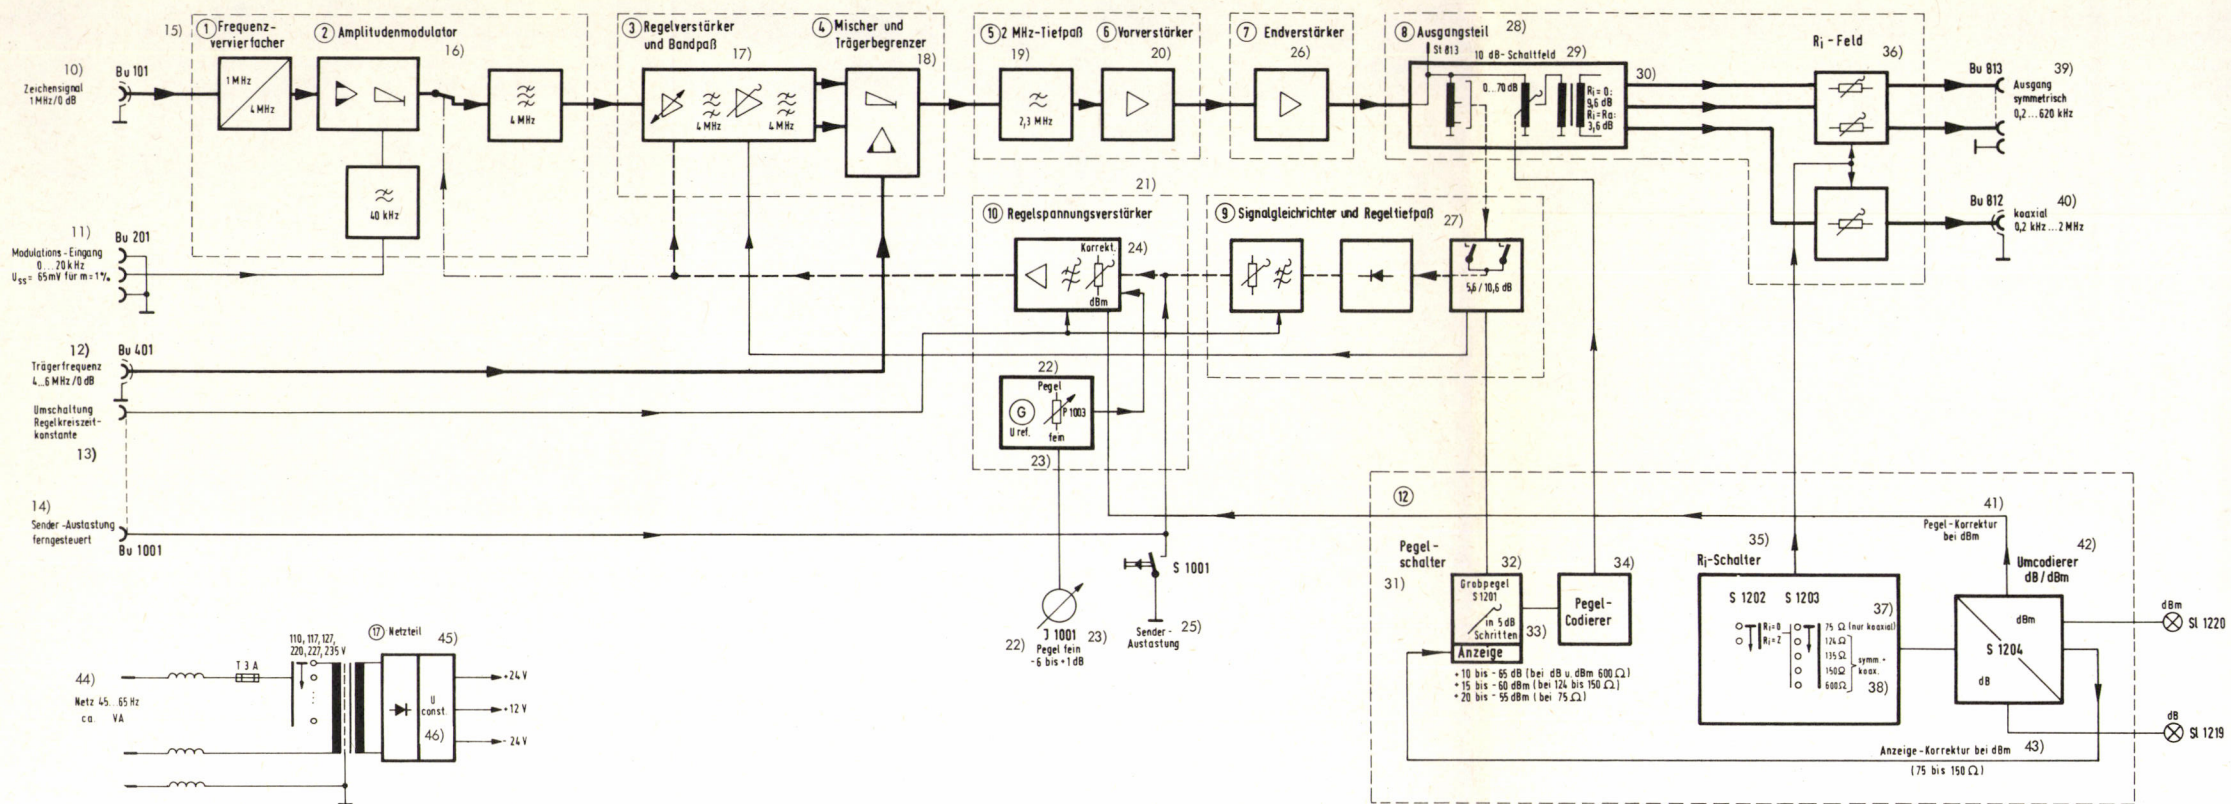 15)
① Frequenz-
vervierfacher
② Amplitudenmodulator
16)
10)
Bu 101
Zeichensignal
1 MHz/0 dB
1 MHz
4 MHz
4 MHz
40 kHz
11)
Bu 201
Modulations-Eingang
0...20 kHz
Uss = 65mV für m=1%
12)
Bu 401
Trägerfrequenz
4...6 MHz/0 dB
Umschaltung
Regelkreiszeit-
konstante
13)
14)
Sender-Austastung
ferngesteuert
Bu 1001
③ Regelverstärker
und Bandpaß
17)
4 MHz
4 MHz
④ Mischer und
Trägerbegrenzer
18)
⑤ 2 MHz-Tiefpaß
19)
2,3 MHz
⑥ Vorverstärker
20)
⑦ Endverstärker
26)
⑧ Ausgangsteil
28)
St 813
10 dB-Schaltfeld
29)
0...70 dB
30)
Ri = 0:
9,6 dB
Ri = Ra:
3,6 dB
Ri-Feld
36)
Bu 813
39)
Ausgang
symmetrisch
0,2...620 kHz
Bu 812
40)
koaxial
0,2 kHz...2 MHz
21)
⑩ Regelspannungsverstärker
Korrekt.
24)
dBm
22)
Pegel
G
P 1003
U ref.
fein
23)
⑨ Signalgleichrichter und Regeltiefpaß
27)
5,6 / 10,6 dB
22)
J 1001
23)
Pegel fein
-6 bis +1 dB
S 1001
Sender-
Austastung
25)
⑫
41)
Pegel-Korrektur
bei dBm
Pegel-
schalter
31)
32)
Grobpegel
S 1201
in 5 dB
Schritten
33)
Anzeige
34)
Pegel-
Codierer
+10 bis -65 dB (bei dB u. dBm 600 Ω)
+15 bis -60 dBm (bei 124 bis 150 Ω)
+20 bis -55 dBm (bei 75 Ω)
35)
Ri-Schalter
S 1202
S 1203
37)
Ri=0
Ri=Z
75 Ω (nur koaxial)
124 Ω
135 Ω
150 Ω
600 Ω
symm.+
koax.
38)
42)
Umcodierer
dB / dBm
dBm
S 1204
dB
dBm
Sl 1220
dB
Sl 1219
Anzeige-Korrektur bei dBm
43)
(75 bis 150 Ω)
110, 117, 127,
220, 227, 235 V
⑰ Netzteil
45)
T 3 A
44)
Netz 45...65 Hz
ca. VA
U
const.
46)
+24 V
+12 V
-24 V